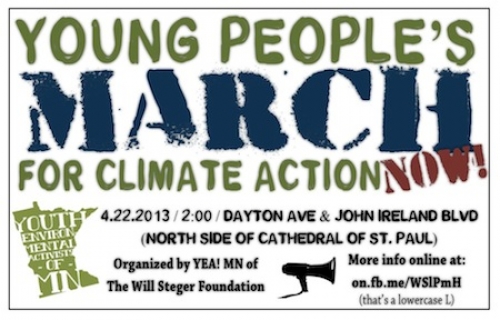 YOUNG PEOPLE'S
MARCH
FOR CLIMATE ACTION NOW!
YOUTH
ENVIRON
MENTAL
ACTIVISTS
-OF-
MN
4.22.2013 / 2:00 / DAYTON AVE & JOHN IRELAND BLVD
(NORTH SIDE OF CATHEDRAL OF ST. PAUL)
Organized by YEA! MN of
The Will Steger Foundation
More info online at:
on.fb.me/WSlPmH
(that's a lowercase L)